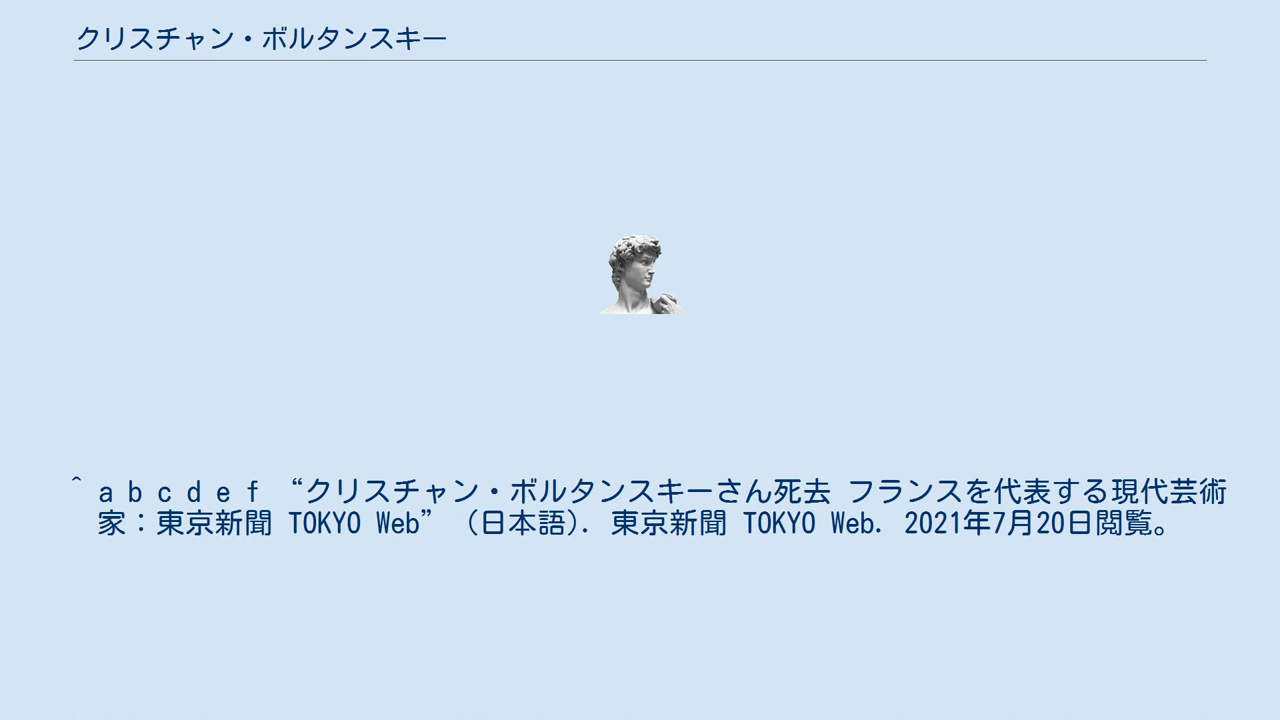 クリスチャン・ボルタンスキー
^ a b c d e f “クリスチャン・ボルタンスキーさん死去 フランスを代表する現代芸術
家：東京新聞 TOKYO Web” (日本語). 東京新聞 TOKYO Web. 2021年7月20日閲覧。